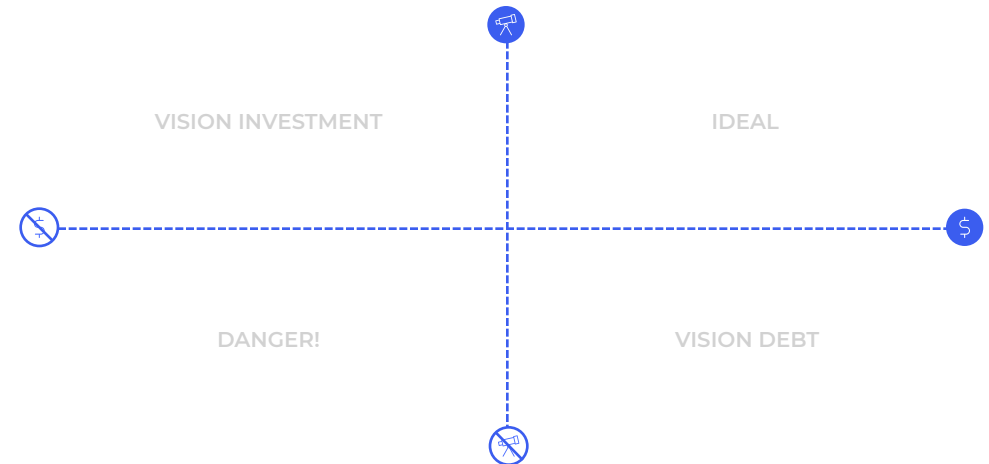 VISION INVESTMENT
IDEAL
$
$
DANGER!
VISION DEBT